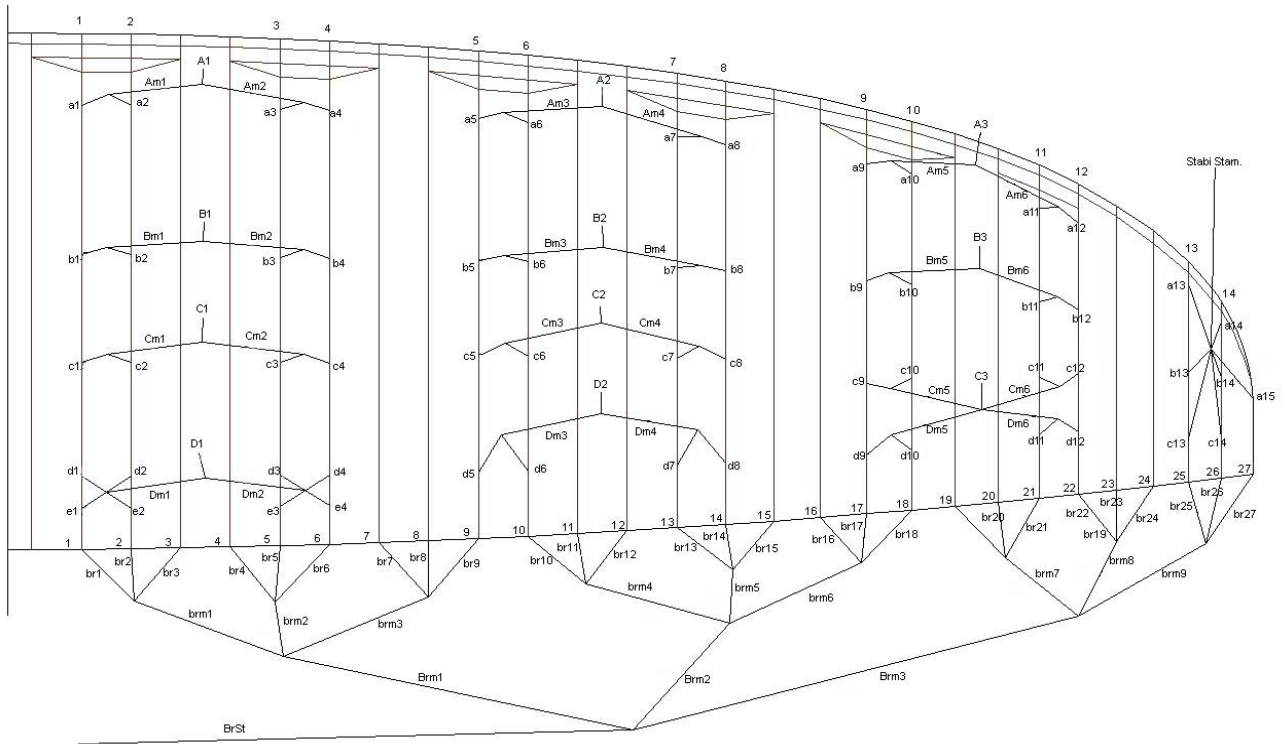 1 2 3 4 5 6 7 8 9 10 11 12 13 14
A1 A2 A3
Am1 Am2 Am3 Am4 Am5 Am6
a1 a2 a3 a4 a5 a6 a7 a8 a9 a10 a11 a12 a13 a14 a15
Stabi Stam.
B1 B2 B3
Bm1 Bm2 Bm3 Bm4 Bm5 Bm6
b1 b2 b3 b4 b5 b6 b7 b8 b9 b10 b11 b12 b13 b14
C1 C2 C3
Cm1 Cm2 Cm3 Cm4 Cm5 Cm6
c1 c2 c3 c4 c5 c6 c7 c8 c9 c10 c11 c12 c13 c14
D1 D2
Dm1 Dm2 Dm3 Dm4 Dm5 Dm6
d1 d2 d3 d4 d5 d6 d7 d8 d9 d10 d11 d12
e1 e2 e3 e4
1 2 3 4 5 6 7 8 9 10 11 12 13 14 15 16 17 18 19 20 21 22 23 24 25 26 27
br1 br2 br3 br4 br5 br6 br7 br8 br9 br10 br11 br12 br13 br14 br15 br16 br17 br18 br20 br21 br22 br19 br23 br24 br25 br26 br27
brm1 brm2 brm3 brm4 brm5 brm6 brm7 brm8 brm9
Brm1 Brm2 Brm3
BrSt